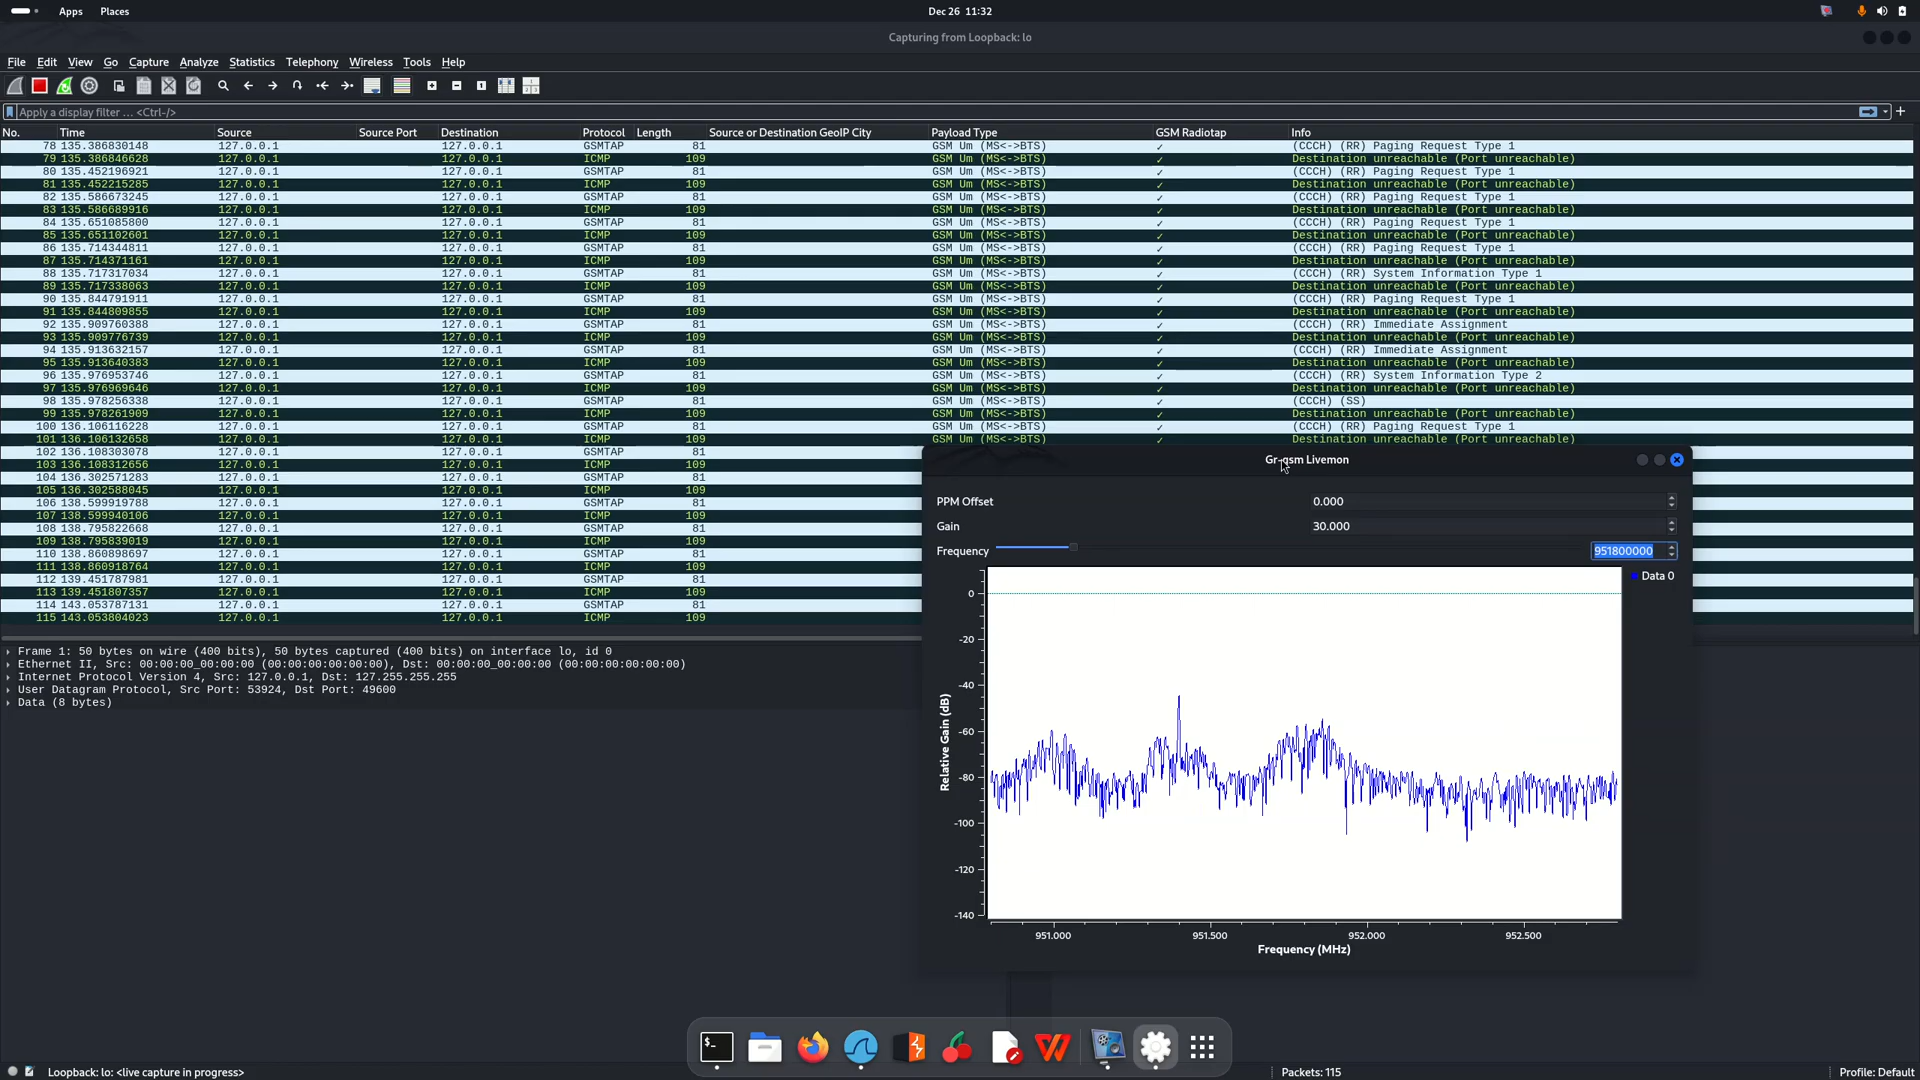 Apps Places Dec 26 11:32
Capturing from Loopback: lo
File Edit View Go Capture Analyze Statistics Telephony Wireless Tools Help
Apply a display filter ... <Ctrl-/>
No. Time Source Source Port Destination Protocol Length Source or Destination GeoIP City Payload Type GSM Radiotap Info
78 135.386830148 127.0.0.1 127.0.0.1 GSMTAP 81 GSM Um (MS<->BTS) ✓ (CCCH) (RR) Paging Request Type 1
79 135.386846628 127.0.0.1 127.0.0.1 ICMP 109 GSM Um (MS<->BTS) ✓ Destination unreachable (Port unreachable)
80 135.452196921 127.0.0.1 127.0.0.1 GSMTAP 81 GSM Um (MS<->BTS) ✓ (CCCH) (RR) Paging Request Type 1
81 135.452215285 127.0.0.1 127.0.0.1 ICMP 109 GSM Um (MS<->BTS) ✓ Destination unreachable (Port unreachable)
82 135.586673245 127.0.0.1 127.0.0.1 GSMTAP 81 GSM Um (MS<->BTS) ✓ (CCCH) (RR) Paging Request Type 1
83 135.586689916 127.0.0.1 127.0.0.1 ICMP 109 GSM Um (MS<->BTS) ✓ Destination unreachable (Port unreachable)
84 135.651085800 127.0.0.1 127.0.0.1 GSMTAP 81 GSM Um (MS<->BTS) ✓ (CCCH) (RR) Paging Request Type 1
85 135.651102601 127.0.0.1 127.0.0.1 ICMP 109 GSM Um (MS<->BTS) ✓ Destination unreachable (Port unreachable)
86 135.714344811 127.0.0.1 127.0.0.1 GSMTAP 81 GSM Um (MS<->BTS) ✓ (CCCH) (RR) Paging Request Type 1
87 135.714371161 127.0.0.1 127.0.0.1 ICMP 109 GSM Um (MS<->BTS) ✓ Destination unreachable (Port unreachable)
88 135.717317034 127.0.0.1 127.0.0.1 GSMTAP 81 GSM Um (MS<->BTS) ✓ (CCCH) (RR) System Information Type 1
89 135.717338063 127.0.0.1 127.0.0.1 ICMP 109 GSM Um (MS<->BTS) ✓ Destination unreachable (Port unreachable)
90 135.844791911 127.0.0.1 127.0.0.1 GSMTAP 81 GSM Um (MS<->BTS) ✓ (CCCH) (RR) Paging Request Type 1
91 135.844809855 127.0.0.1 127.0.0.1 ICMP 109 GSM Um (MS<->BTS) ✓ Destination unreachable (Port unreachable)
92 135.909760388 127.0.0.1 127.0.0.1 GSMTAP 81 GSM Um (MS<->BTS) ✓ (CCCH) (RR) Immediate Assignment
93 135.909776739 127.0.0.1 127.0.0.1 ICMP 109 GSM Um (MS<->BTS) ✓ Destination unreachable (Port unreachable)
94 135.913632157 127.0.0.1 127.0.0.1 GSMTAP 81 GSM Um (MS<->BTS) ✓ (CCCH) (RR) Immediate Assignment
95 135.913640383 127.0.0.1 127.0.0.1 ICMP 109 GSM Um (MS<->BTS) ✓ Destination unreachable (Port unreachable)
96 135.976953746 127.0.0.1 127.0.0.1 GSMTAP 81 GSM Um (MS<->BTS) ✓ (CCCH) (RR) System Information Type 2
97 135.976969646 127.0.0.1 127.0.0.1 ICMP 109 GSM Um (MS<->BTS) ✓ Destination unreachable (Port unreachable)
98 135.978256338 127.0.0.1 127.0.0.1 GSMTAP 81 GSM Um (MS<->BTS) ✓ (CCCH) (SS)
99 135.978261909 127.0.0.1 127.0.0.1 ICMP 109 GSM Um (MS<->BTS) ✓ Destination unreachable (Port unreachable)
100 136.106116228 127.0.0.1 127.0.0.1 GSMTAP 81 GSM Um (MS<->BTS) ✓ (CCCH) (RR) Paging Request Type 1
101 136.106132658 127.0.0.1 127.0.0.1 ICMP 109 GSM Um (MS<->BTS) ✓ Destination unreachable (Port unreachable)
102 136.108303078 127.0.0.1 127.0.0.1 GSMTAP 81
103 136.108312656 127.0.0.1 127.0.0.1 ICMP 109
104 136.302571283 127.0.0.1 127.0.0.1 GSMTAP 81
105 136.302588045 127.0.0.1 127.0.0.1 ICMP 109
106 138.599919788 127.0.0.1 127.0.0.1 GSMTAP 81
107 138.599940106 127.0.0.1 127.0.0.1 ICMP 109
108 138.795822668 127.0.0.1 127.0.0.1 GSMTAP 81
109 138.795839019 127.0.0.1 127.0.0.1 ICMP 109
110 138.860898697 127.0.0.1 127.0.0.1 GSMTAP 81
111 138.860918764 127.0.0.1 127.0.0.1 ICMP 109
112 139.451787981 127.0.0.1 127.0.0.1 GSMTAP 81
113 139.451807357 127.0.0.1 127.0.0.1 ICMP 109
114 143.053787131 127.0.0.1 127.0.0.1 GSMTAP 81
115 143.053804023 127.0.0.1 127.0.0.1 ICMP 109
Frame 1: 50 bytes on wire (400 bits), 50 bytes captured (400 bits) on interface lo, id 0
Ethernet II, Src: 00:00:00_00:00:00 (00:00:00:00:00:00), Dst: 00:00:00_00:00:00 (00:00:00:00:00:00)
Internet Protocol Version 4, Src: 127.0.0.1, Dst: 127.255.255.255
User Datagram Protocol, Src Port: 53924, Dst Port: 49600
Data (8 bytes)
Gr-gsm Livemon
PPM Offset 0.000
Gain 30.000
Frequency 951800000
Data 0
0
-20
-40
-60
-80
-100
-120
-140
Relative Gain (dB)
951.000 951.500 952.000 952.500
Frequency (MHz)
$_
Loopback: lo: <live capture in progress> Packets: 115 Profile: Default